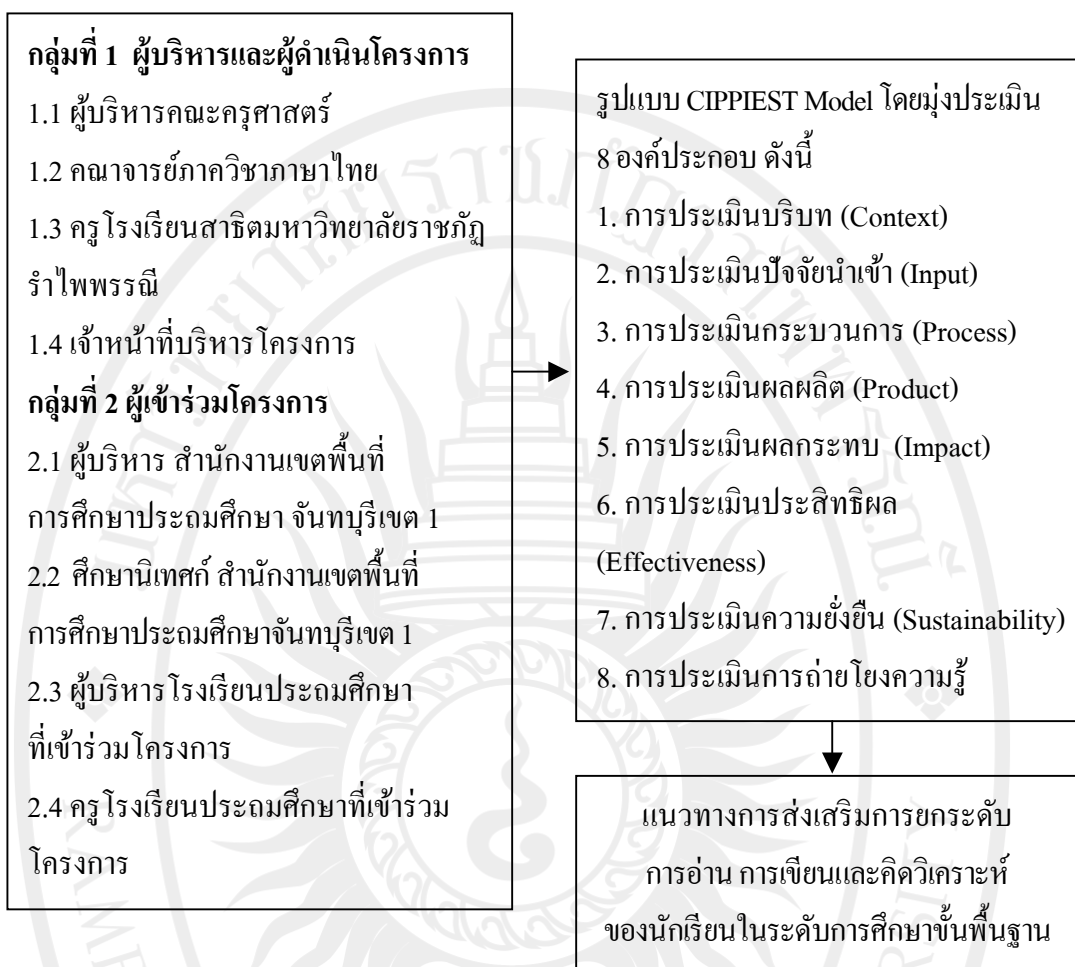 กลุ่มที่ 1 ผู้บริหารและผู้ดำเนินโครงการ
1.1 ผู้บริหารคณะครุศาสตร์
1.2 คณาจารย์ภาควิชาภาษาไทย
1.3 ครูโรงเรียนสาธิตมหาวิทยาลัยราชภัฏ
รำไพพรรณี
1.4 เจ้าหน้าที่บริหารโครงการ
กลุ่มที่ 2 ผู้เข้าร่วมโครงการ
2.1 ผู้บริหาร สำนักงานเขตพื้นที่
การศึกษาประถมศึกษา จันทบุรีเขต 1
2.2 ศึกษานิเทศก์ สำนักงานเขตพื้นที่
การศึกษาประถมศึกษาจันทบุรีเขต 1
2.3 ผู้บริหารโรงเรียนประถมศึกษา
ที่เข้าร่วมโครงการ
2.4 ครูโรงเรียนประถมศึกษาที่เข้าร่วม
โครงการ
รูปแบบ CIPPIEST Model โดยมุ่งประเมิน
8 องค์ประกอบ ดังนี้
1. การประเมินบริบท (Context)
2. การประเมินปัจจัยนำเข้า (Input)
3. การประเมินกระบวนการ (Process)
4. การประเมินผลผลิต (Product)
5. การประเมินผลกระทบ (Impact)
6. การประเมินประสิทธิผล
(Effectiveness)
7. การประเมินความยั่งยืน (Sustainability)
8. การประเมินการถ่ายโยงความรู้
แนวทางการส่งเสริมการยกระดับ
การอ่าน การเขียนและคิดวิเคราะห์
ของนักเรียนในระดับการศึกษาขั้นพื้นฐาน